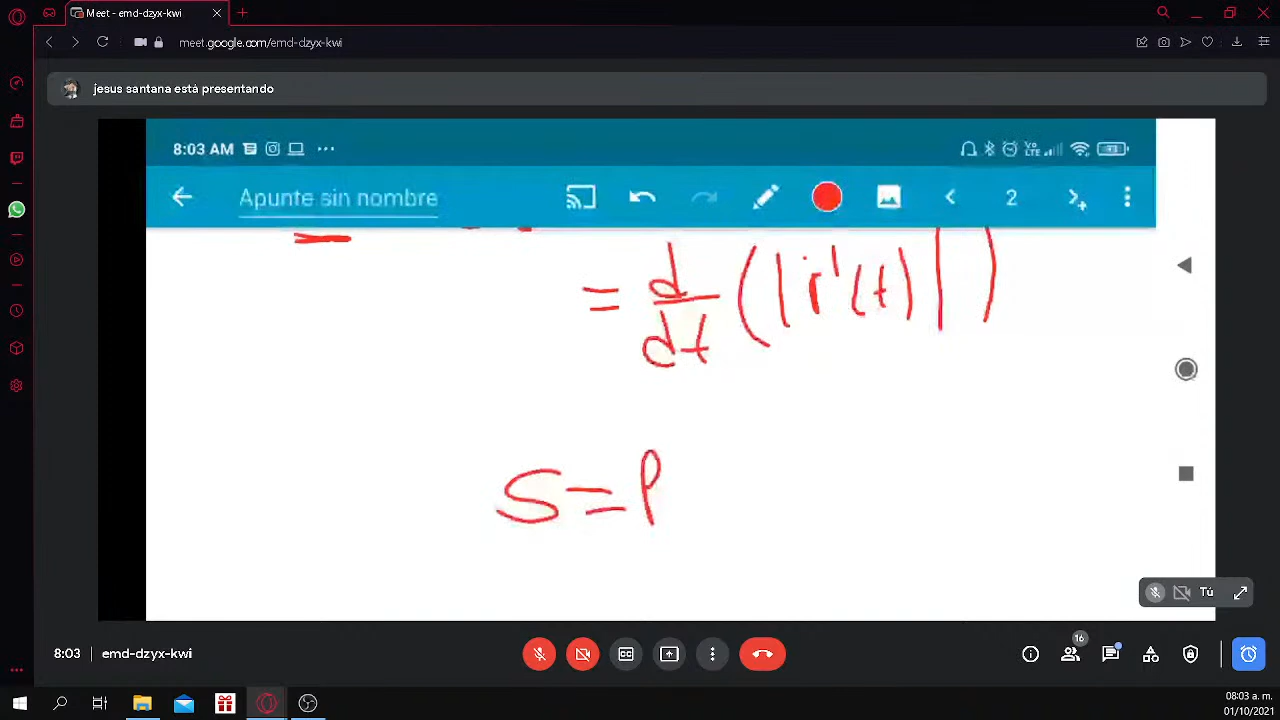 Meet - emd-dzyx-kwi
meet.google.com/emd-dzyx-kwi
jesus santana está presentando
8:03 AM
Apunte sin nombre
2
= d/dt (|r'(t)|)
S = P
Tú
8:03 | emd-dzyx-kwi
16
08:03 a. m.
01/10/2021